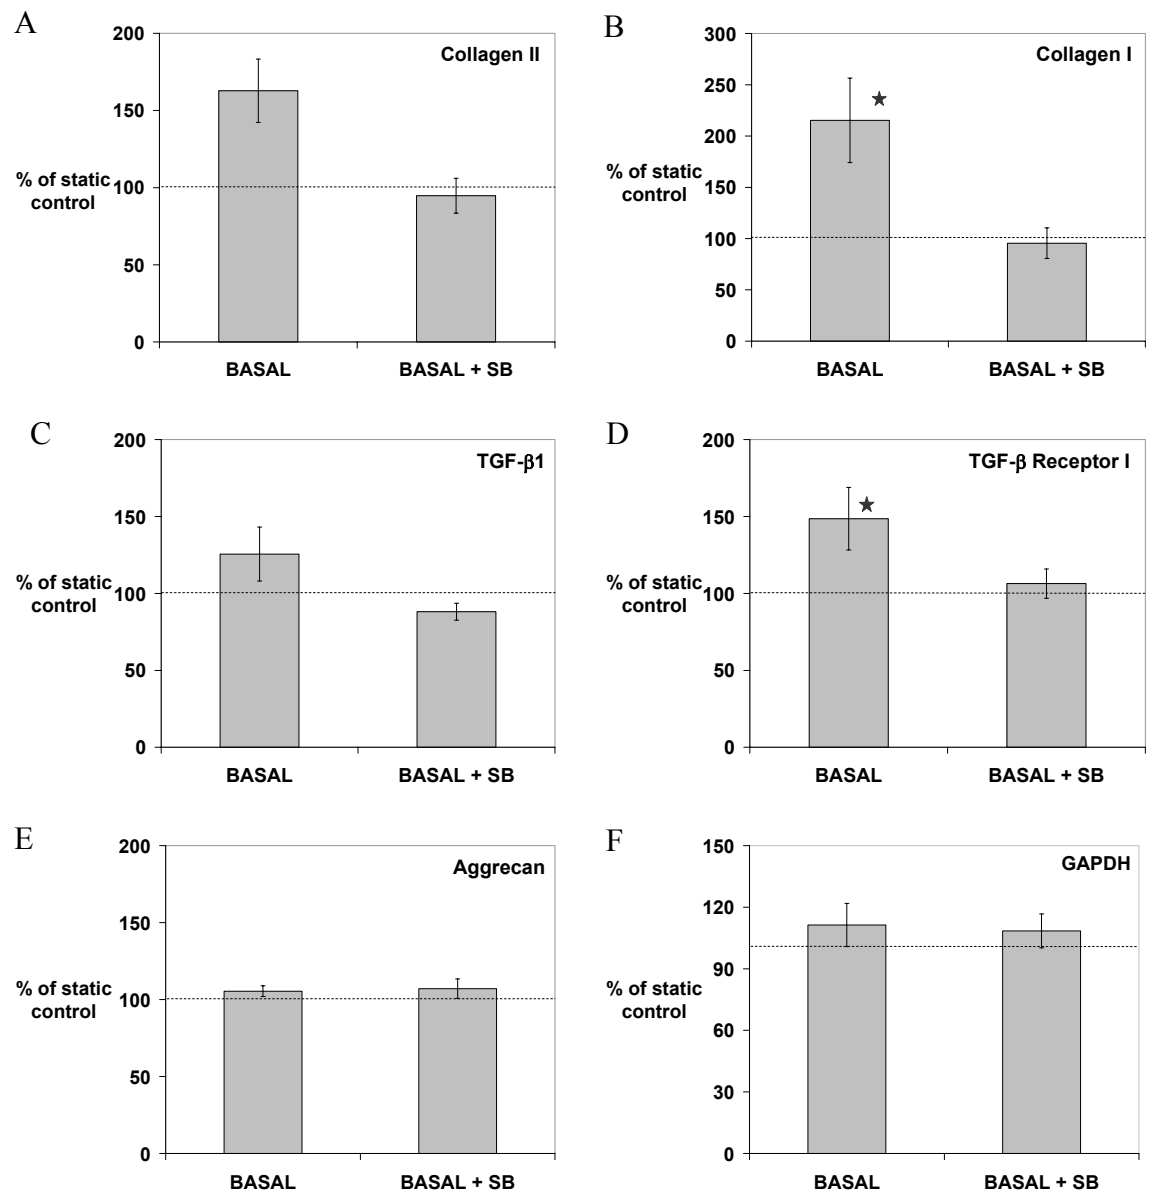 A
Collagen II
200
150
% of static
control
100
50
0
BASAL
BASAL + SB
B
Collagen I
300
250
200
% of static
control
150
100
50
0
BASAL
BASAL + SB
C
TGF-β1
200
150
% of static
control
100
50
0
BASAL
BASAL + SB
D
TGF-β Receptor I
200
150
% of static
control
100
50
0
BASAL
BASAL + SB
E
Aggrecan
200
150
% of static
control
100
50
0
BASAL
BASAL + SB
F
GAPDH
150
120
% of static
control
90
60
30
0
BASAL
BASAL + SB